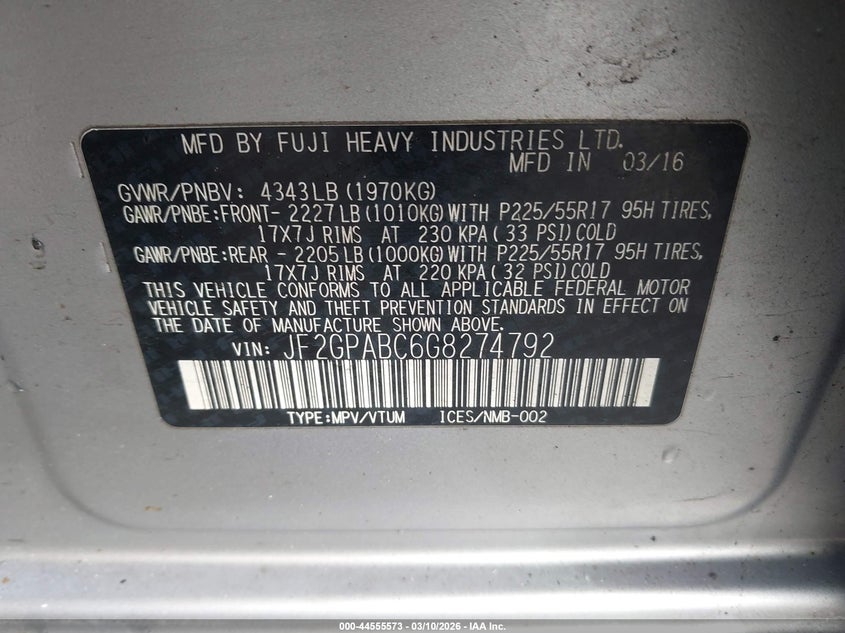 MFD BY FUJI HEAVY INDUSTRIES LTD.
MFD IN 03/16
GVWR/PNBV: 4343LB (1970KG)
GAWR/PNBE:FRONT- 2227LB (1010KG) WITH P225/55R17 95H TIRES,
17X7J RIMS AT 230 KPA (33 PSI) COLD
GAWR/PNBE:REAR - 2205LB (1000KG) WITH P225/55R17 95H TIRES,
17X7J RIMS AT 220 KPA (32 PSI) COLD
THIS VEHICLE CONFORMS TO ALL APPLICABLE FEDERAL MOTOR
VEHICLE SAFETY AND THEFT PREVENTION STANDARDS IN EFFECT ON
THE DATE OF MANUFACTURE SHOWN ABOVE.
VIN: JF2GPABC6G8274792
TYPE:MPV/VTUM ICES/NMB-002
000-44555573 - 03/10/2026 - IAA Inc.